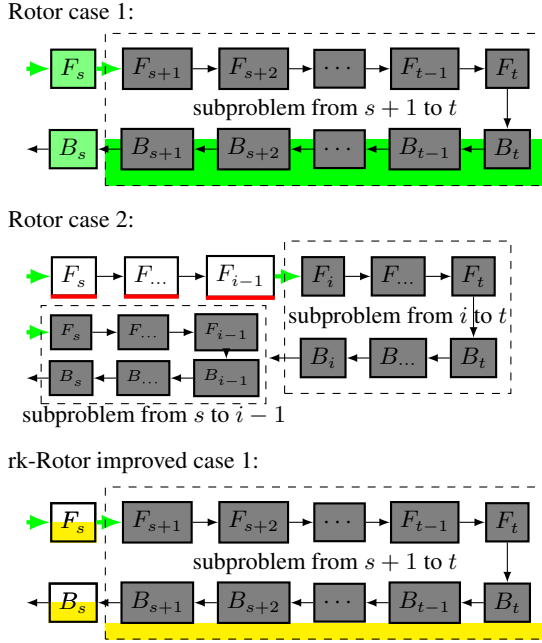 Rotor case 1:
F_s F_{s+1} F_{s+2} ... F_{t−1} F_t
subproblem from s + 1 to t
B_s B_{s+1} B_{s+2} ... B_{t−1} B_t
Rotor case 2:
F_s F_{...} F_{i−1} F_i F_{...} F_t
subproblem from i to t
F_s F_{...} F_{i−1}
B_i B_{...} B_t
B_s B_{...} B_{i−1}
subproblem from s to i − 1
rk-Rotor improved case 1:
F_s F_{s+1} F_{s+2} ... F_{t−1} F_t
subproblem from s + 1 to t
B_s B_{s+1} B_{s+2} ... B_{t−1} B_t